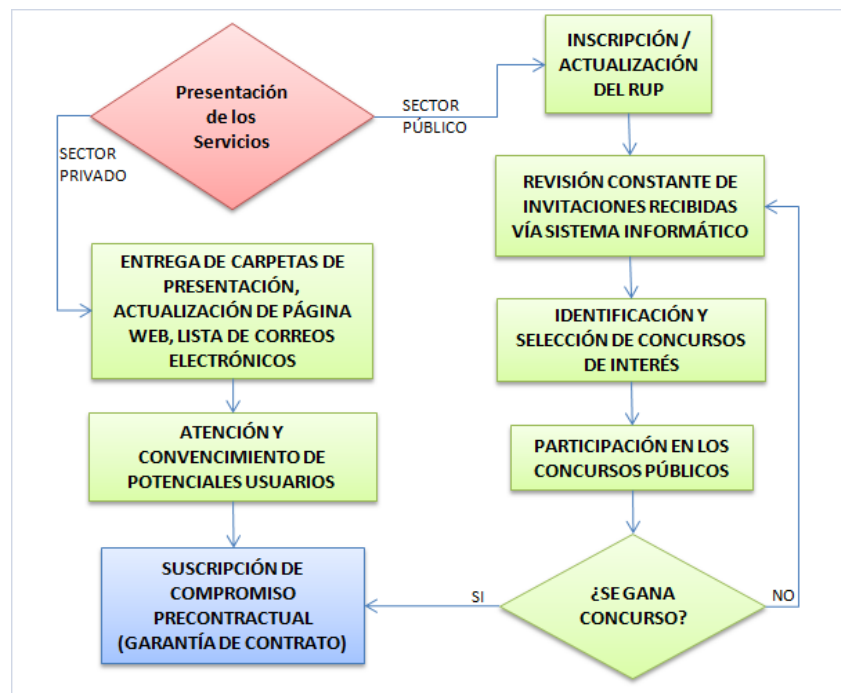 Presentación
de los
Servicios
SECTOR
PRIVADO
SECTOR
PÚBLICO
INSCRIPCIÓN /
ACTUALIZACIÓN
DEL RUP
REVISIÓN CONSTANTE DE
INVITACIONES RECIBIDAS
VÍA SISTEMA INFORMÁTICO
ENTREGA DE CARPETAS DE
PRESENTACIÓN,
ACTUALIZACIÓN DE PÁGINA
WEB, LISTA DE CORREOS
ELECTRÓNICOS
IDENTIFICACIÓN Y
SELECCIÓN DE CONCURSOS
DE INTERÉS
ATENCIÓN Y
CONVENCIMIENTO DE
POTENCIALES USUARIOS
PARTICIPACIÓN EN LOS
CONCURSOS PÚBLICOS
SUSCRIPCIÓN DE
COMPROMISO
PRECONTRACTUAL
(GARANTÍA DE CONTRATO)
SI
¿SE GANA
CONCURSO?
NO